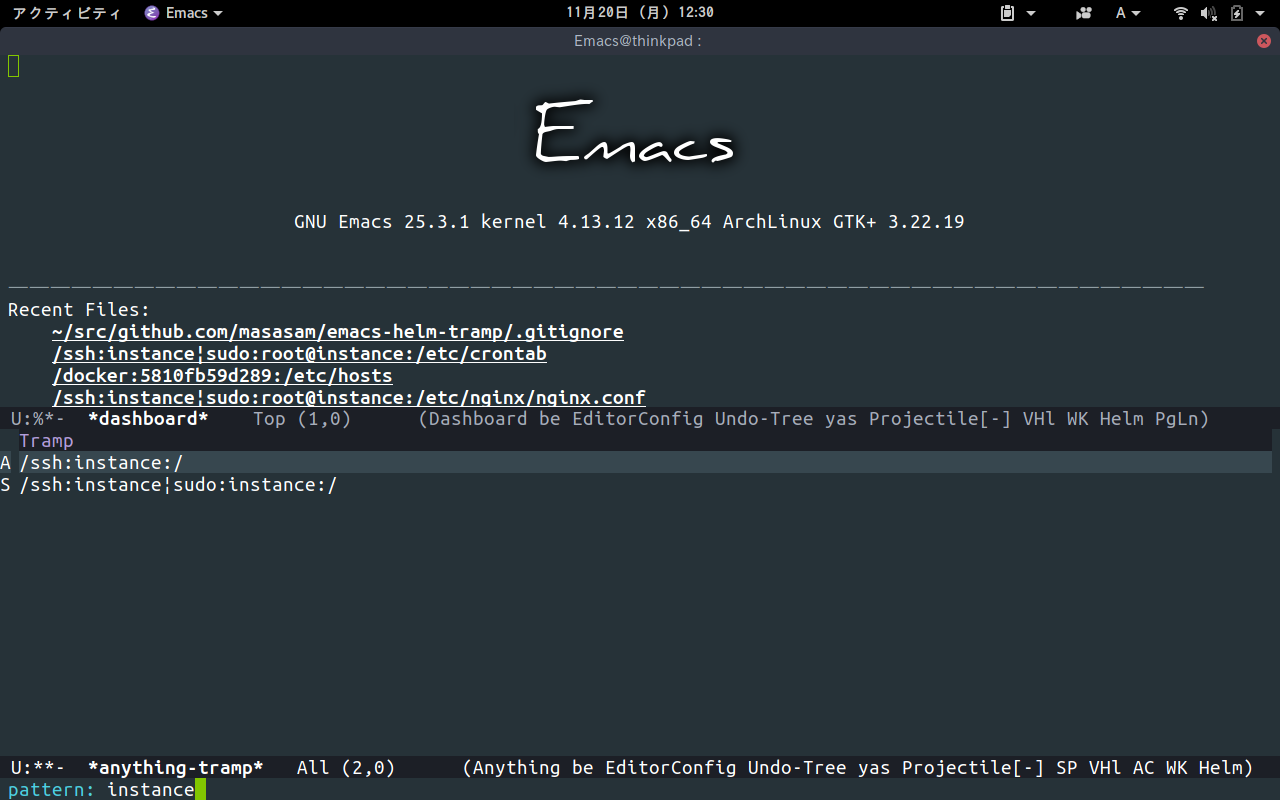 アクティビティ Emacs 11月20日 (月) 12:30 A
Emacs@thinkpad :
Emacs
GNU Emacs 25.3.1 kernel 4.13.12 x86_64 ArchLinux GTK+ 3.22.19
Recent Files:
~/src/github.com/masasam/emacs-helm-tramp/.gitignore
/ssh:instance¦sudo:root@instance:/etc/crontab
/docker:5810fb59d289:/etc/hosts
/ssh:instance¦sudo:root@instance:/etc/nginx/nginx.conf
U:%*- *dashboard* Top (1,0) (Dashboard be EditorConfig Undo-Tree yas Projectile[-] VHl WK Helm PgLn)
Tramp
A /ssh:instance:/
S /ssh:instance¦sudo:instance:/
U:**- *anything-tramp* All (2,0) (Anything be EditorConfig Undo-Tree yas Projectile[-] SP VHl AC WK Helm)
pattern: instance